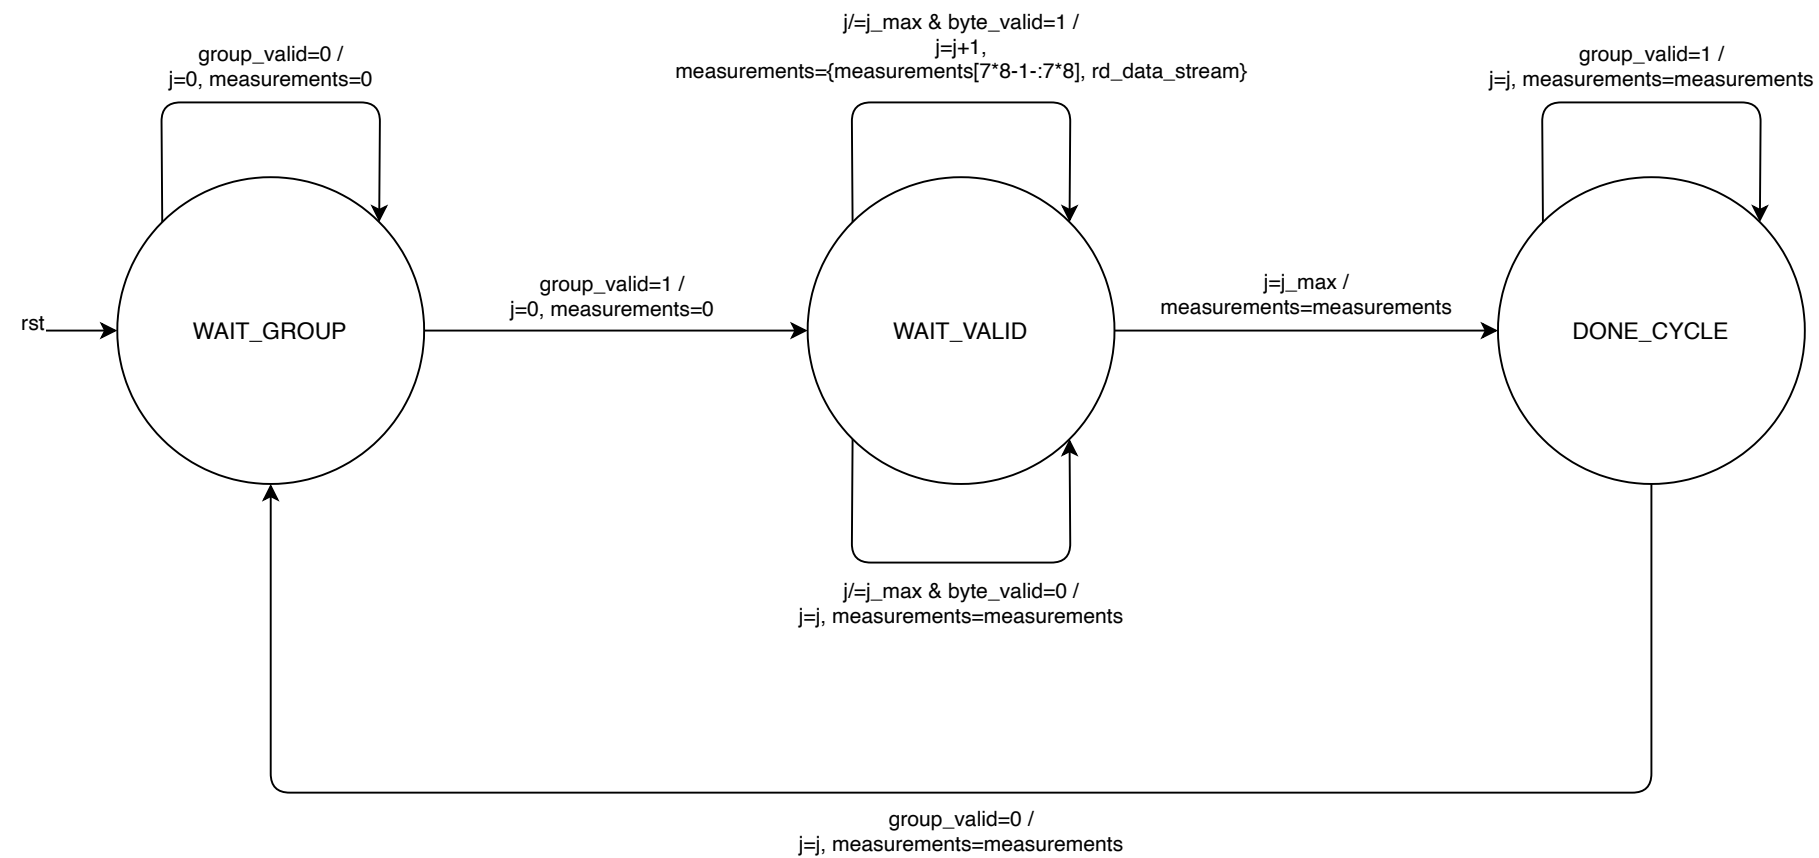 j/=j_max & byte_valid=1 /
j=j+1,
measurements={measurements[7*8-1-:7*8], rd_data_stream}
group_valid=0 /
j=0, measurements=0
group_valid=1 /
j=j, measurements=measurements
group_valid=1 /
j=0, measurements=0
j=j_max /
measurements=measurements
rst
WAIT_GROUP
WAIT_VALID
DONE_CYCLE
j/=j_max & byte_valid=0 /
j=j, measurements=measurements
group_valid=0 /
j=j, measurements=measurements